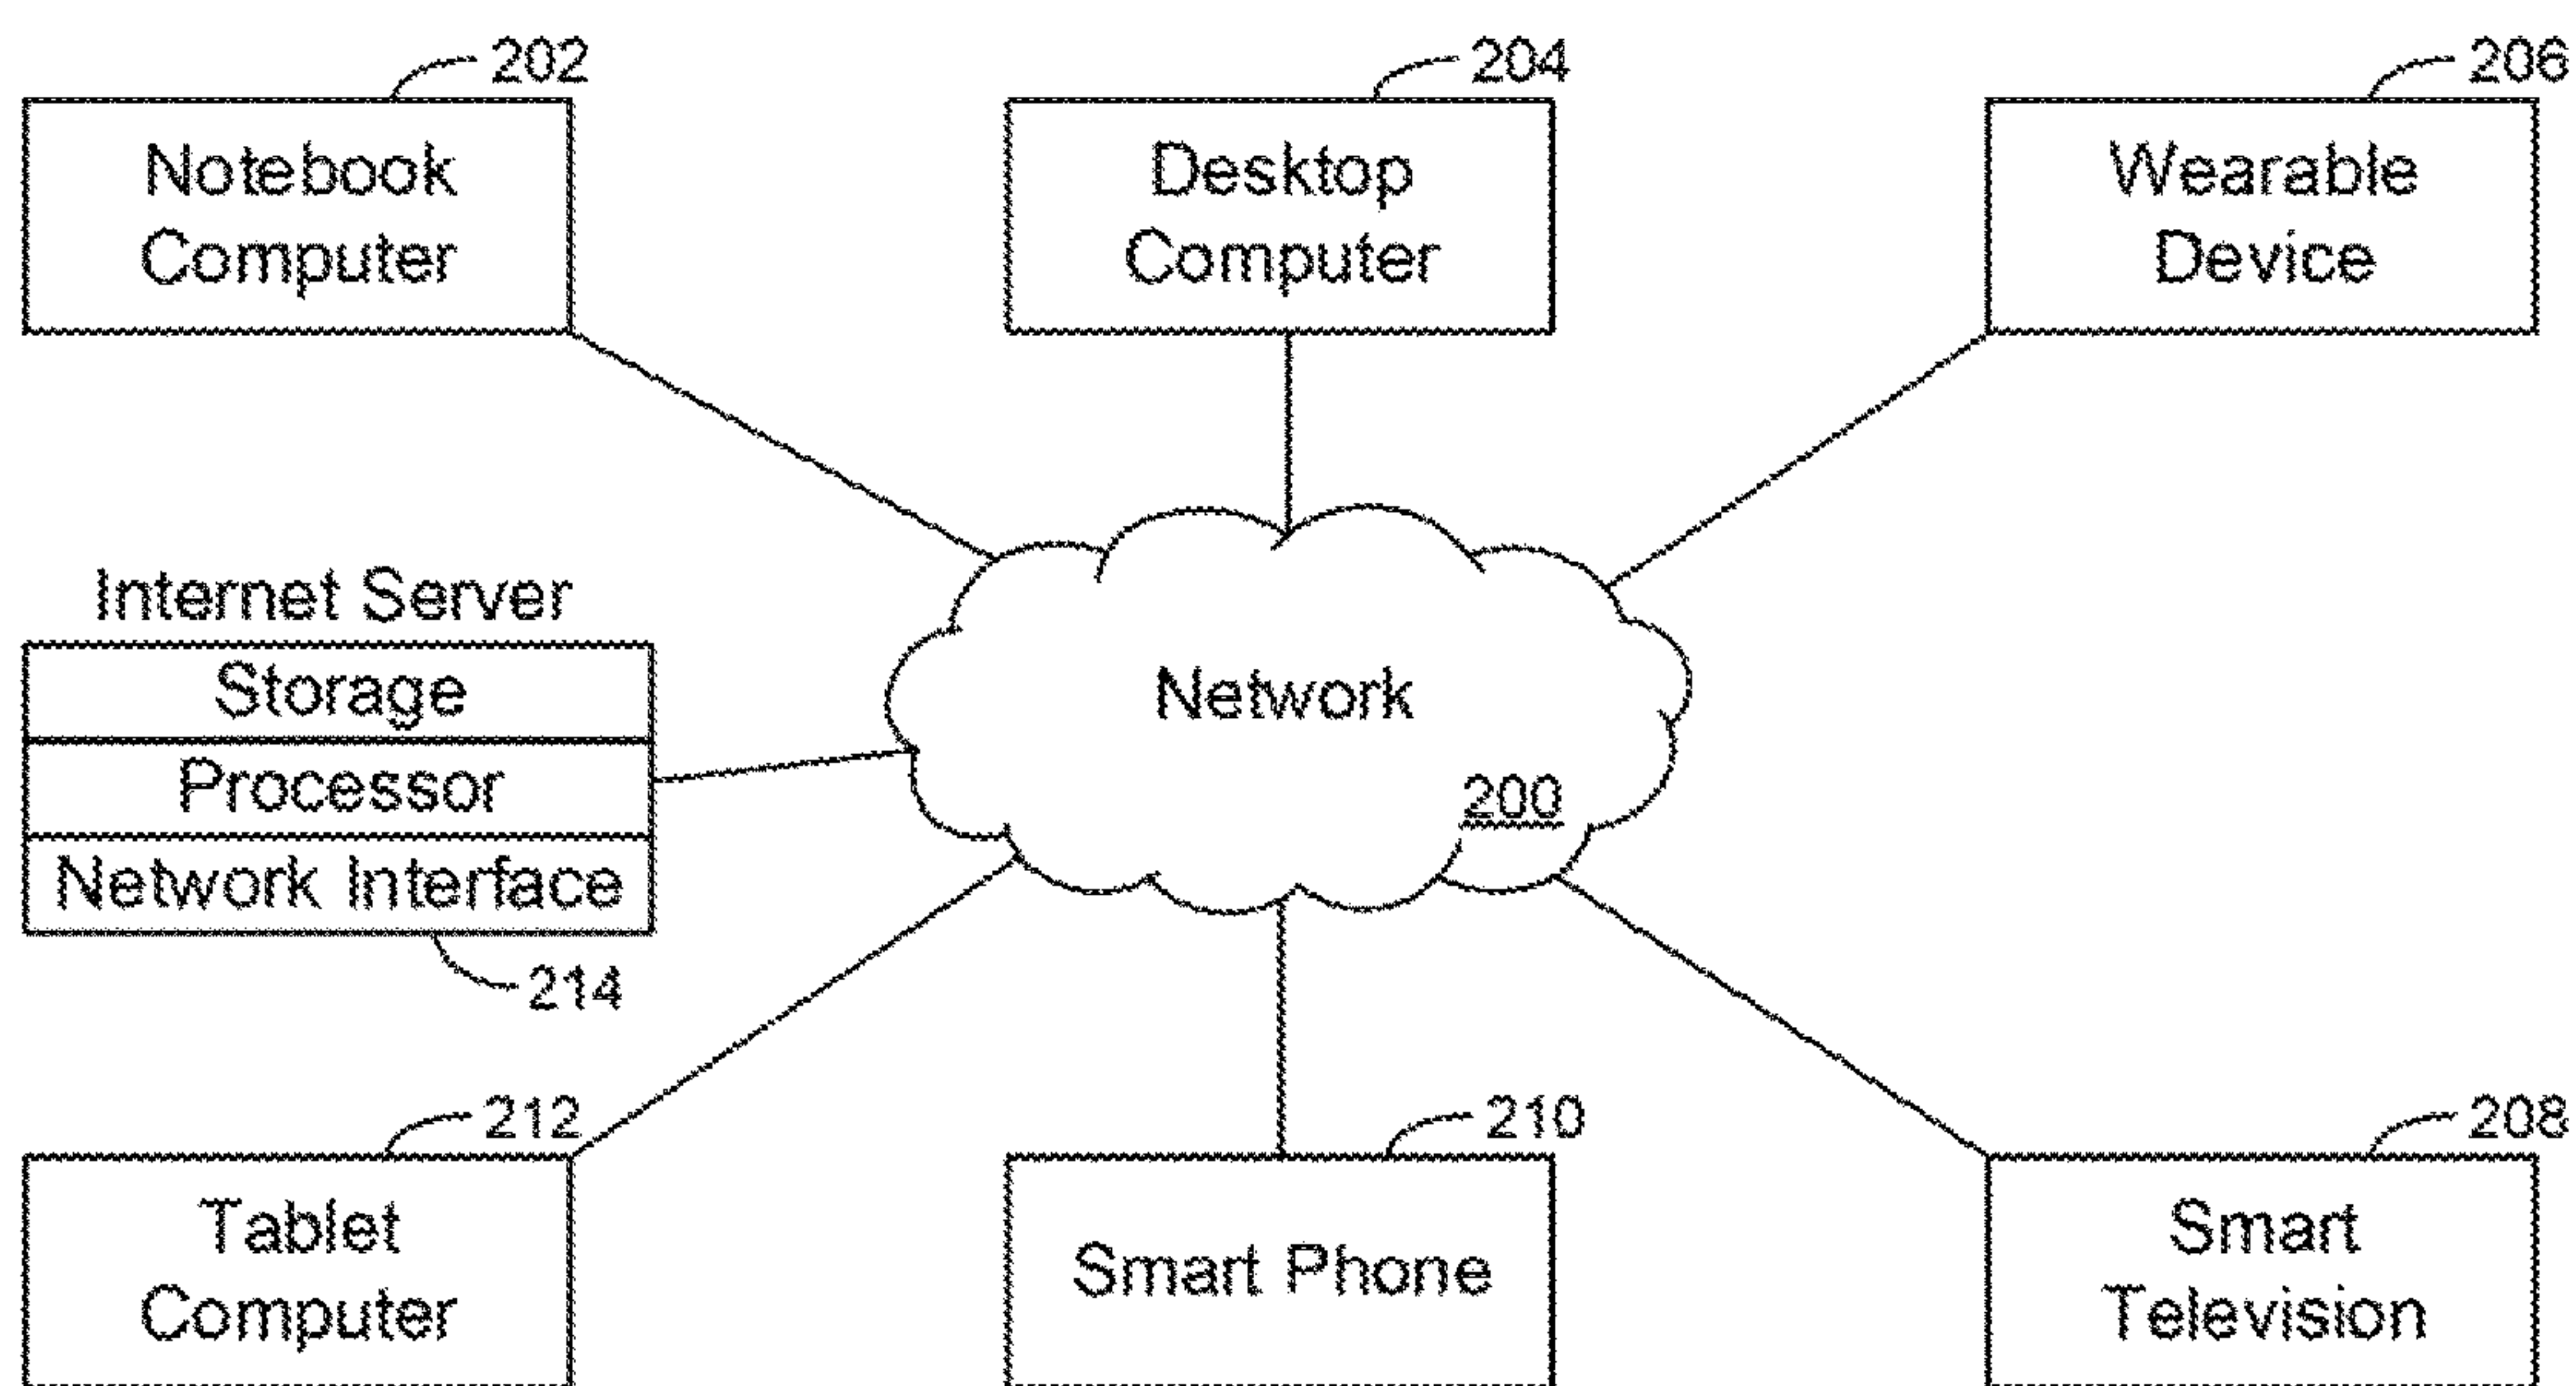 202
Notebook
Computer
204
Desktop
Computer
206
Wearable
Device
Internet Server
Storage
Processor
Network Interface
214
Network
200
212
Tablet
Computer
210
Smart Phone
208
Smart
Television